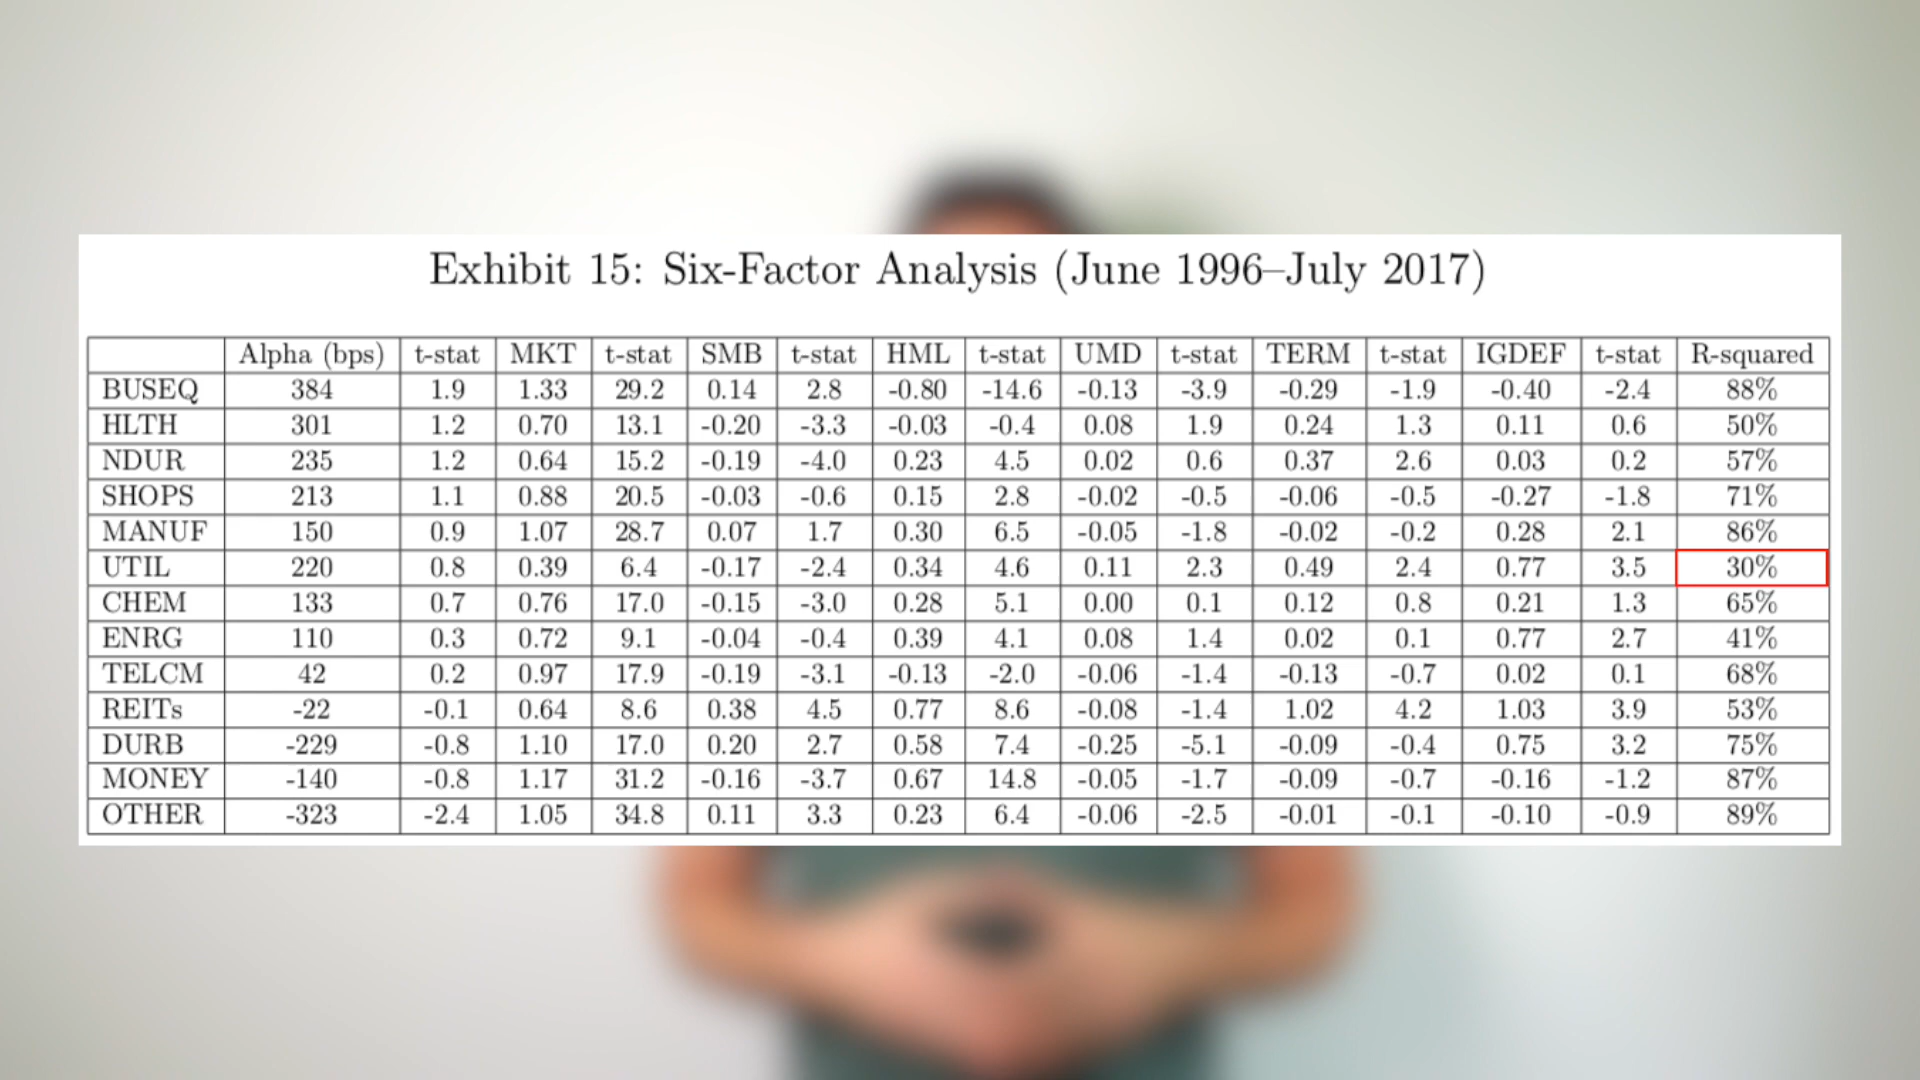 Exhibit 15: Six-Factor Analysis (June 1996–July 2017)
Alpha (bps) t-stat MKT t-stat SMB t-stat HML t-stat UMD t-stat TERM t-stat IGDEF t-stat R-squared
BUSEQ 384 1.9 1.33 29.2 0.14 2.8 -0.80 -14.6 -0.13 -3.9 -0.29 -1.9 -0.40 -2.4 88%
HLTH 301 1.2 0.70 13.1 -0.20 -3.3 -0.03 -0.4 0.08 1.9 0.24 1.3 0.11 0.6 50%
NDUR 235 1.2 0.64 15.2 -0.19 -4.0 0.23 4.5 0.02 0.6 0.37 2.6 0.03 0.2 57%
SHOPS 213 1.1 0.88 20.5 -0.03 -0.6 0.15 2.8 -0.02 -0.5 -0.06 -0.5 -0.27 -1.8 71%
MANUF 150 0.9 1.07 28.7 0.07 1.7 0.30 6.5 -0.05 -1.8 -0.02 -0.2 0.28 2.1 86%
UTIL 220 0.8 0.39 6.4 -0.17 -2.4 0.34 4.6 0.11 2.3 0.49 2.4 0.77 3.5 30%
CHEM 133 0.7 0.76 17.0 -0.15 -3.0 0.28 5.1 0.00 0.1 0.12 0.8 0.21 1.3 65%
ENRG 110 0.3 0.72 9.1 -0.04 -0.4 0.39 4.1 0.08 1.4 0.02 0.1 0.77 2.7 41%
TELCM 42 0.2 0.97 17.9 -0.19 -3.1 -0.13 -2.0 -0.06 -1.4 -0.13 -0.7 0.02 0.1 68%
REITs -22 -0.1 0.64 8.6 0.38 4.5 0.77 8.6 -0.08 -1.4 1.02 4.2 1.03 3.9 53%
DURB -229 -0.8 1.10 17.0 0.20 2.7 0.58 7.4 -0.25 -5.1 -0.09 -0.4 0.75 3.2 75%
MONEY -140 -0.8 1.17 31.2 -0.16 -3.7 0.67 14.8 -0.05 -1.7 -0.09 -0.7 -0.16 -1.2 87%
OTHER -323 -2.4 1.05 34.8 0.11 3.3 0.23 6.4 -0.06 -2.5 -0.01 -0.1 -0.10 -0.9 89%